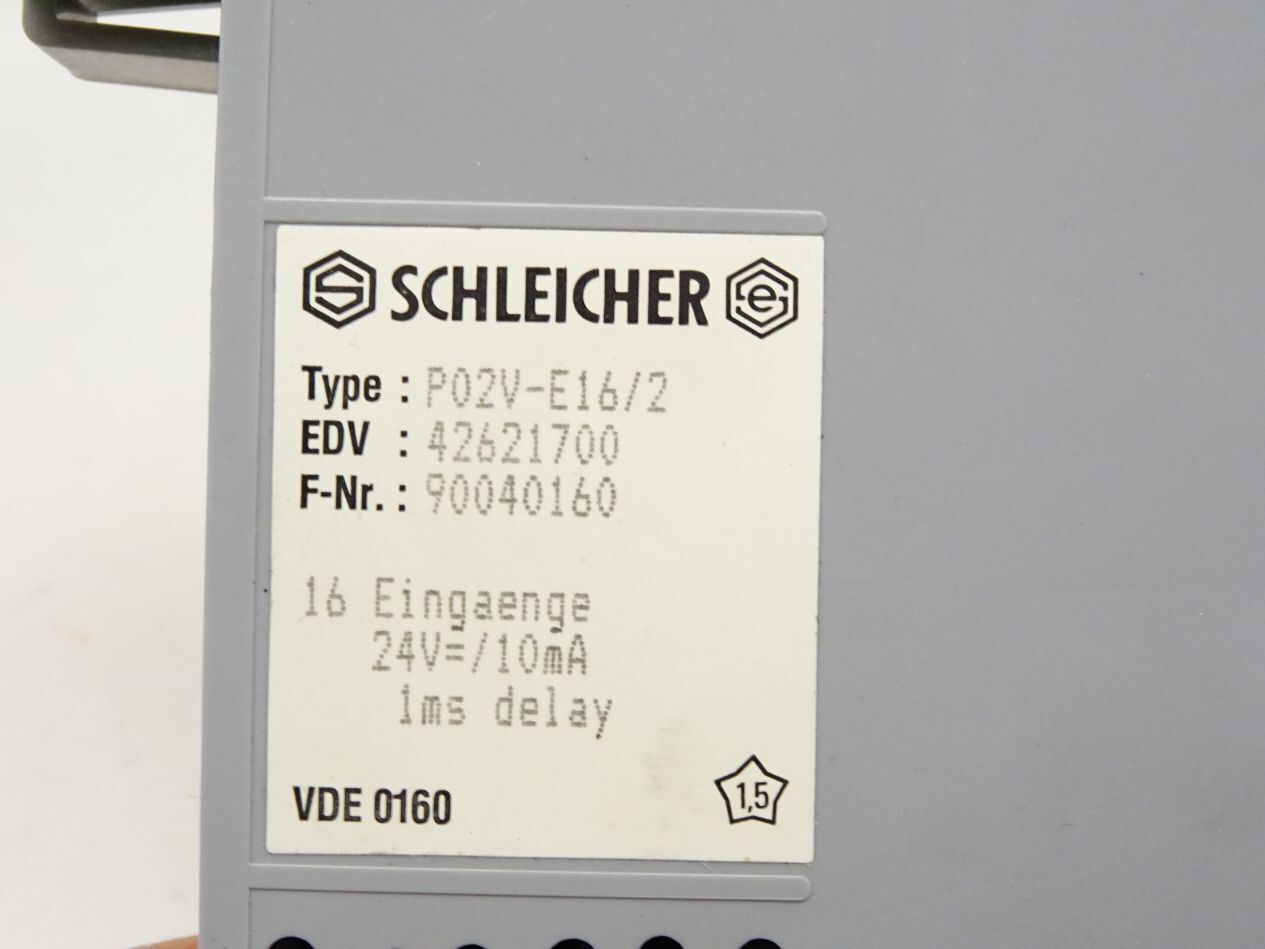 S SCHLEICHER Se
Type : P02V-E16/2
EDV : 42621700
F-Nr. : 90040160
16 Eingaenge
24V=/10mA
1ms delay
VDE 0160
1,5